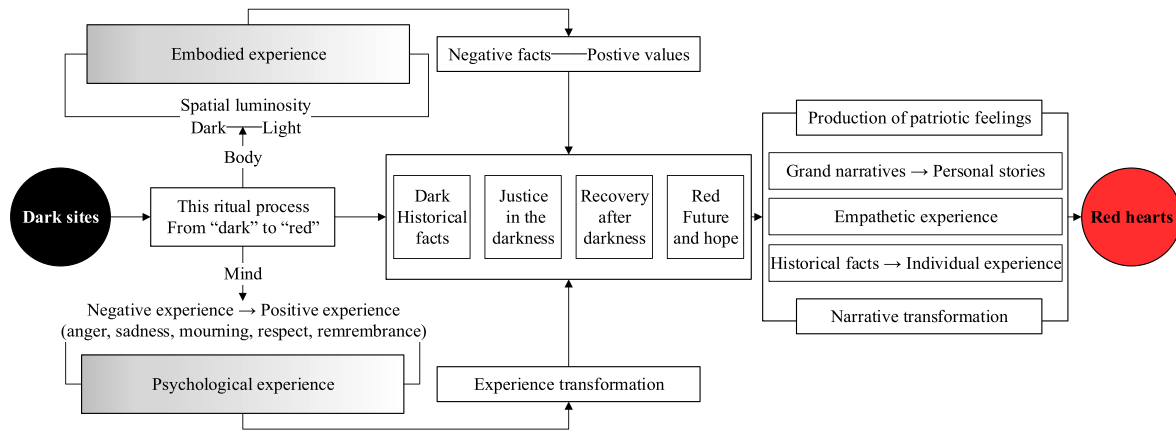 Embodied experience
Spatial luminosity
Dark Light
Body
Dark sites
This ritual process
From “dark” to “red”
Mind
Negative experience → Positive experience
(anger, sadness, mourning, respect, remrembrance)
Psychological experience
Negative facts Postive values
Dark
Historical
facts
Justice
in the
darkness
Recovery
after
darkness
Red
Future
and hope
Experience transformation
Production of patriotic feelings
Grand narratives → Personal stories
Empathetic experience
Historical facts → Individual experience
Narrative transformation
Red hearts